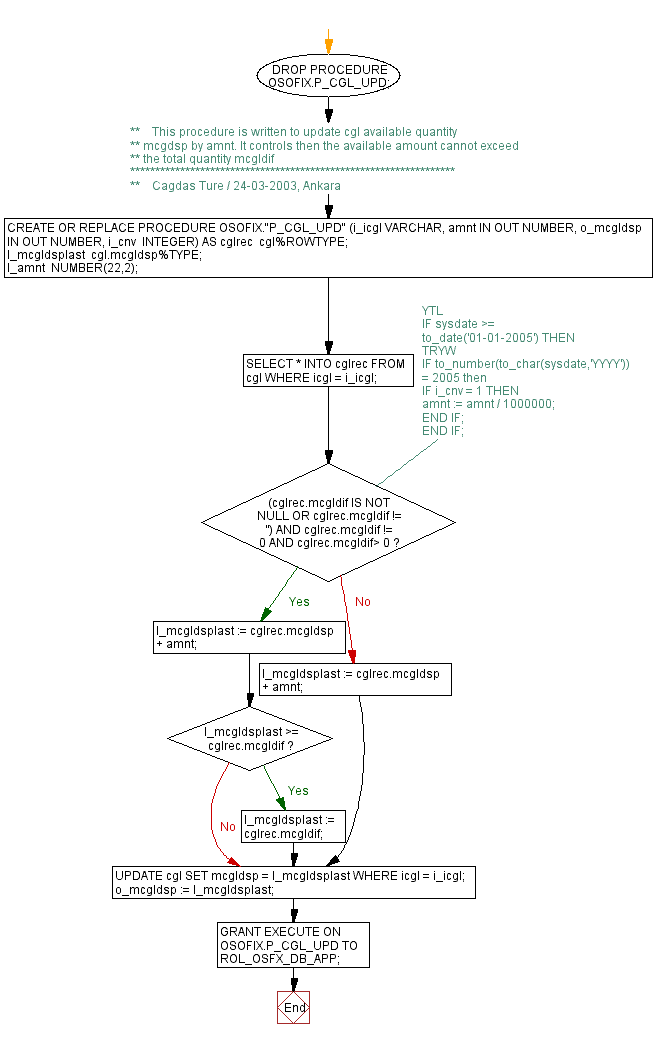 DROP PROCEDURE
OSOFIX.P_CGL_UPD;
** This procedure is written to update cgl available quantity
** mcgdsp by amnt. It controls then the available amount cannot exceed
** the total quantity mcgldif
*****************************************************************
** Cagdas Ture / 24-03-2003, Ankara
CREATE OR REPLACE PROCEDURE OSOFIX."P_CGL_UPD" (i_icgl VARCHAR, amnt IN OUT NUMBER, o_mcgldsp
IN OUT NUMBER, i_cnv INTEGER) AS cglrec cgl%ROWTYPE;
l_mcgldsplast cgl.mcgldsp%TYPE;
l_amnt NUMBER(22,2);
YTL
IF sysdate >=
to_date('01-01-2005') THEN
TRYW
IF to_number(to_char(sysdate,'YYYY'))
= 2005 then
IF i_cnv = 1 THEN
amnt := amnt / 1000000;
END IF;
END IF;
SELECT * INTO cglrec FROM
cgl WHERE icgl = i_icgl;
(cglrec.mcgldif IS NOT
NULL OR cglrec.mcgldif !=
'') AND cglrec.mcgldif !=
0 AND cglrec.mcgldif> 0 ?
Yes
No
l_mcgldsplast := cglrec.mcgldsp
+ amnt;
l_mcgldsplast := cglrec.mcgldsp
+ amnt;
l_mcgldsplast >=
cglrec.mcgldif ?
Yes
No
l_mcgldsplast :=
cglrec.mcgldif;
UPDATE cgl SET mcgldsp = l_mcgldsplast WHERE icgl = i_icgl;
o_mcgldsp := l_mcgldsplast;
GRANT EXECUTE ON
OSOFIX.P_CGL_UPD TO
ROL_OSFX_DB_APP;
End